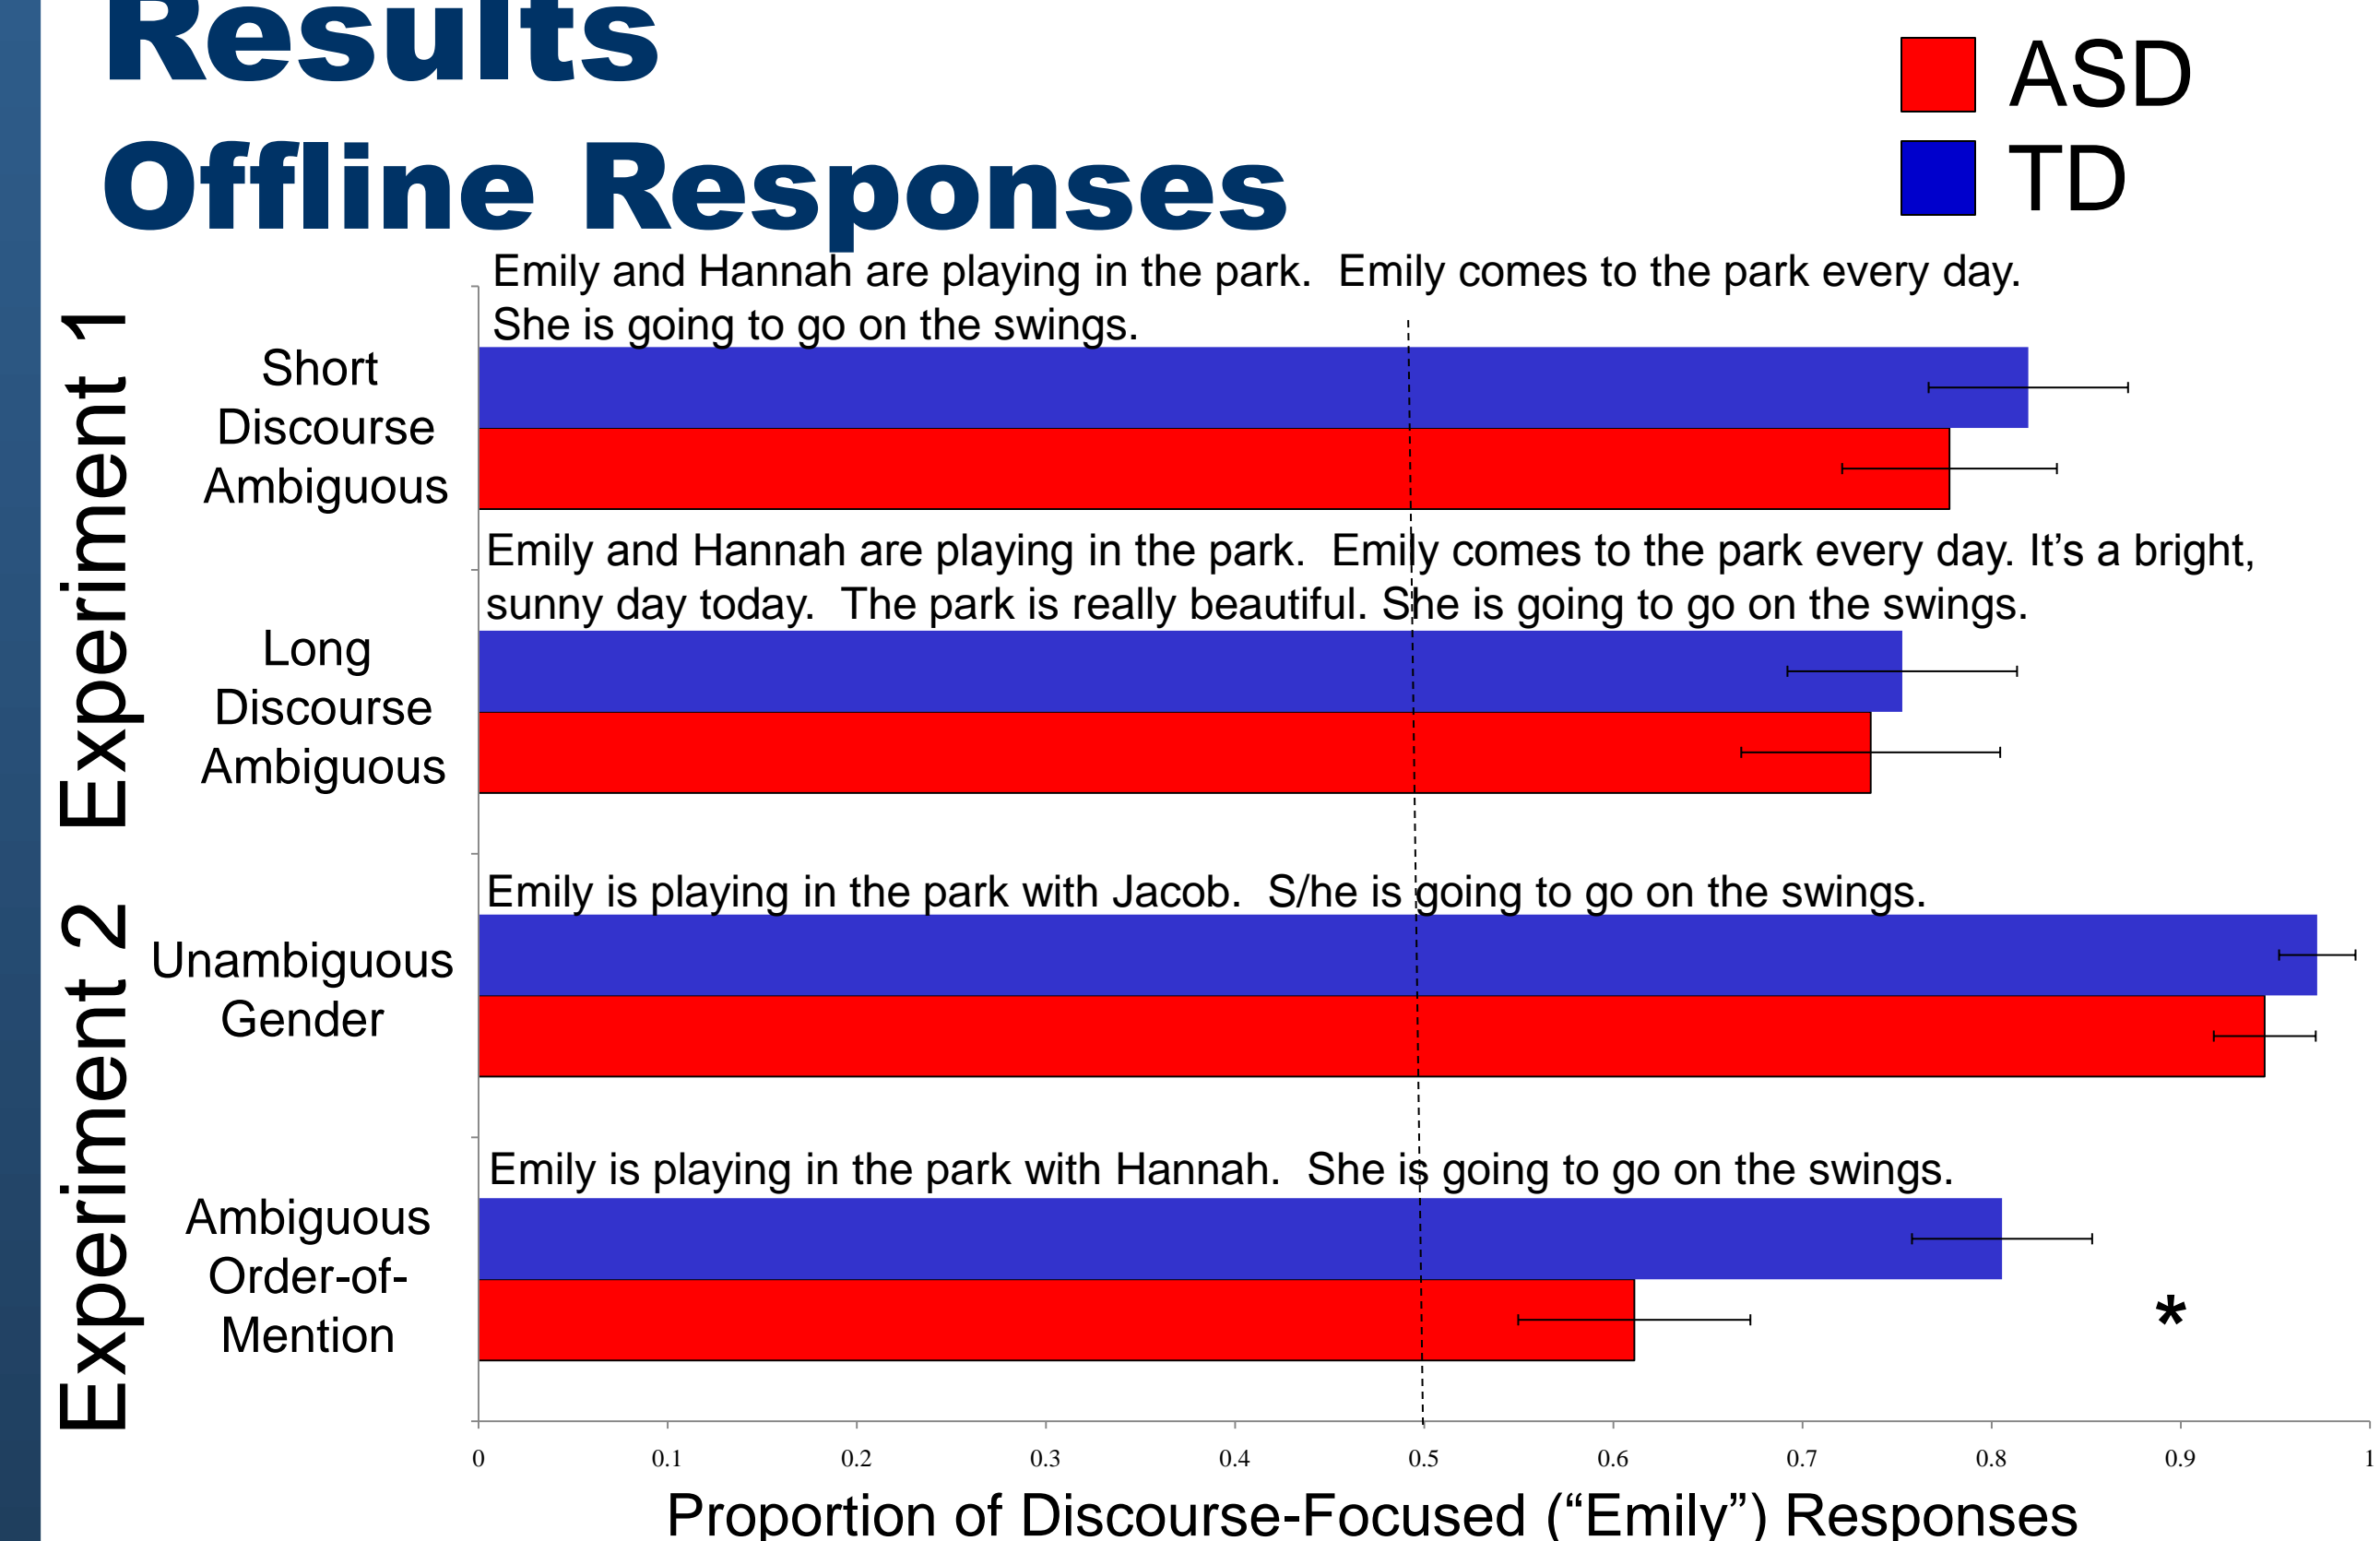 Results
Offline Responses
ASD
TD
Experiment 1
Emily and Hannah are playing in the park.  Emily comes to the park every day.
She is going to go on the swings.
Short
Discourse
Ambiguous
Emily and Hannah are playing in the park.  Emily comes to the park every day. It’s a bright,
sunny day today.  The park is really beautiful. She is going to go on the swings.
Long
Discourse
Ambiguous
Experiment 2
Emily is playing in the park with Jacob.  S/he is going to go on the swings.
Unambiguous
Gender
Emily is playing in the park with Hannah.  She is going to go on the swings.
Ambiguous
Order-of-
Mention
*
0 0.1 0.2 0.3 0.4 0.5 0.6 0.7 0.8 0.9 1
Proportion of Discourse-Focused (“Emily”) Responses